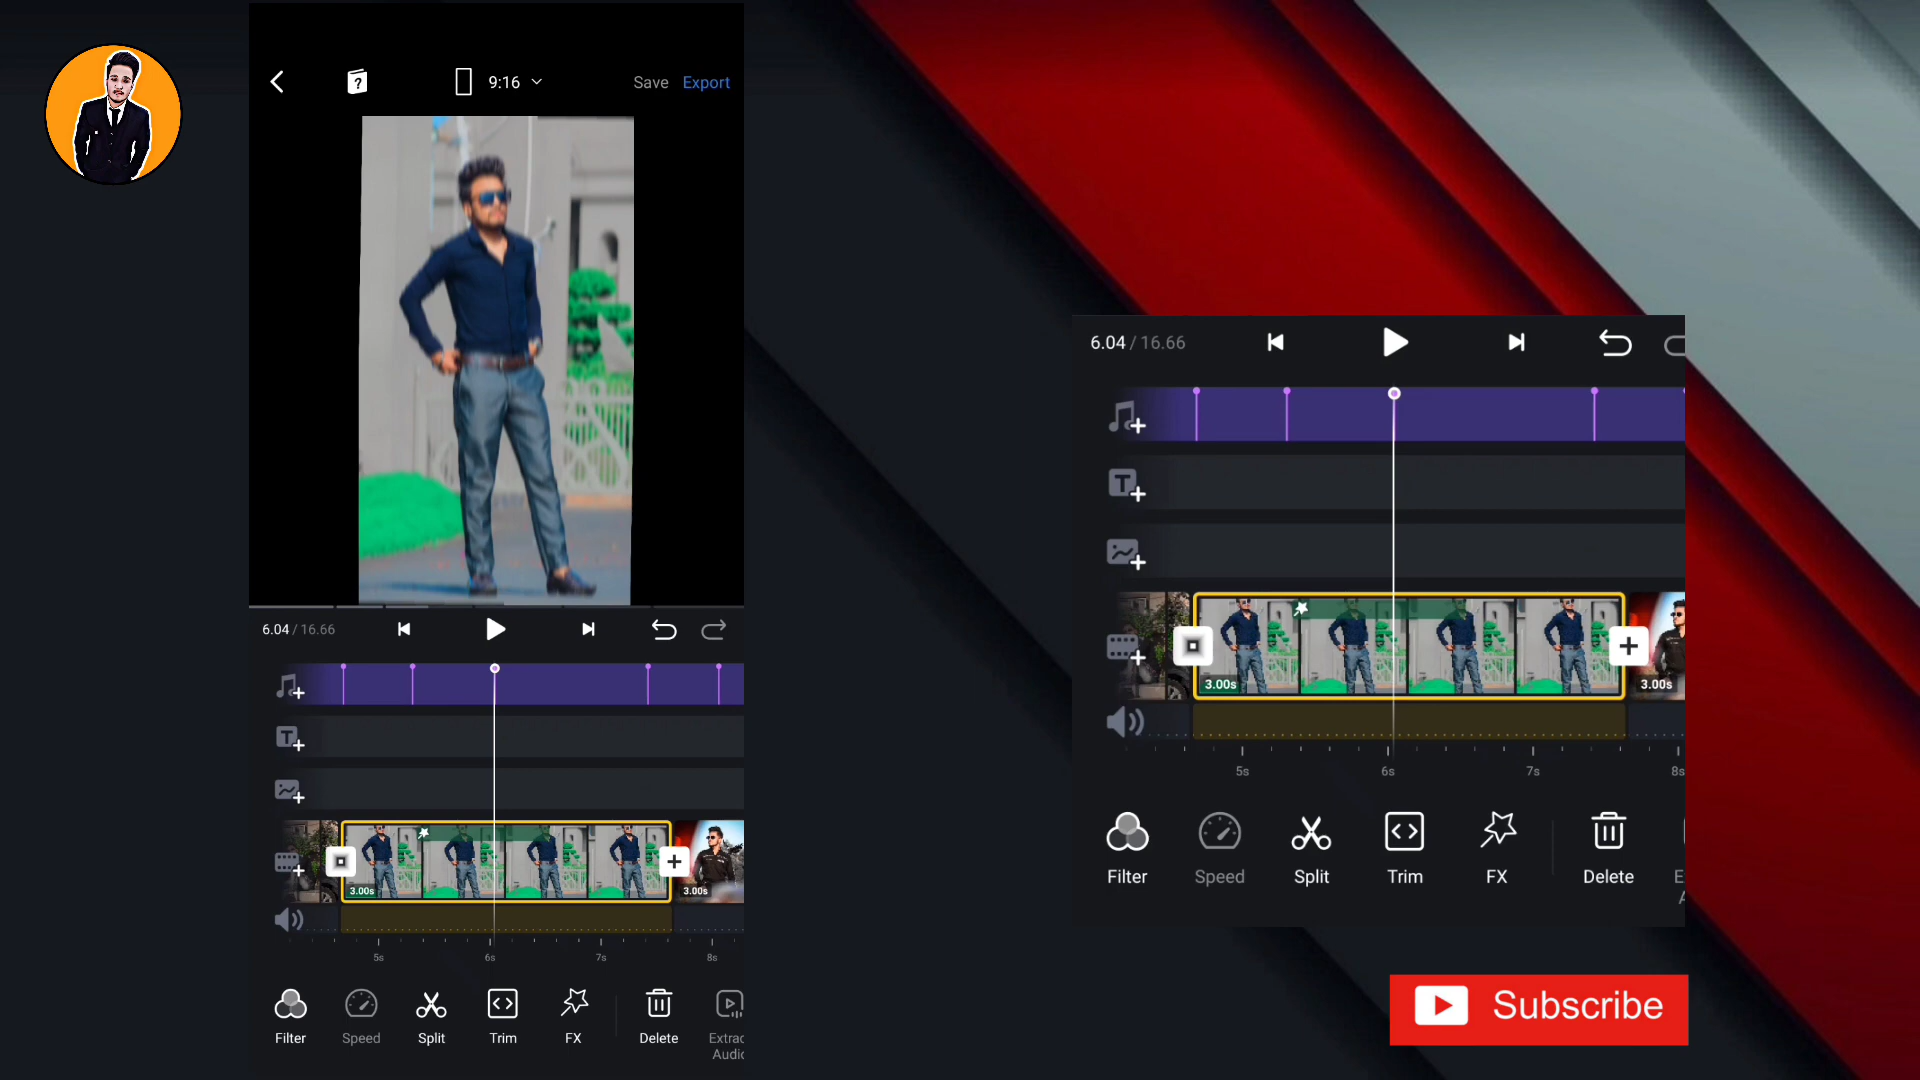 9:16
Save
Export
6.04 / 16.66
3.00s
3.00s
5s
6s
7s
8s
Filter
Speed
Split
Trim
FX
Delete
Extrac
Audio
6.04 / 16.66
3.00s
3.00s
5s
6s
7s
8s
Filter
Speed
Split
Trim
FX
Delete
Subscribe